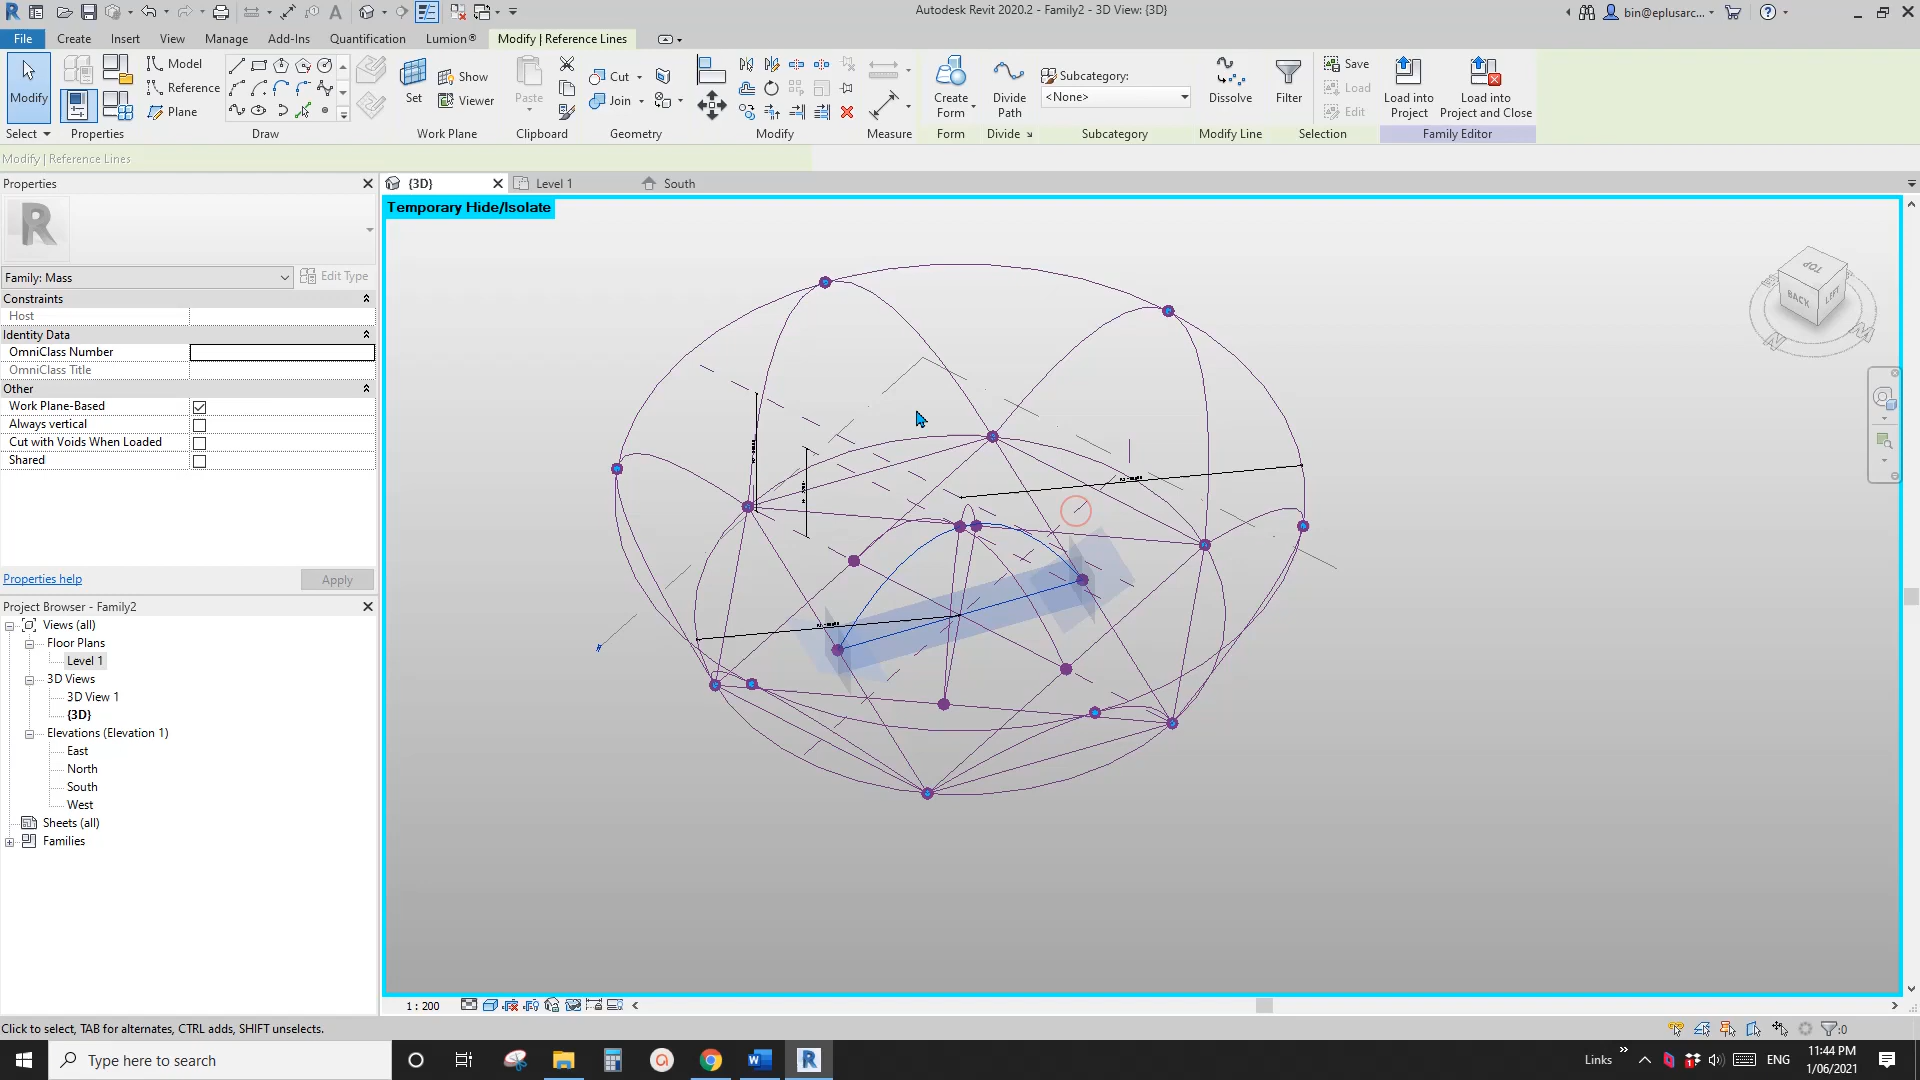 Autodesk Revit 2020.2 - Family2 - 3D View: {3D}
bin@eplusarc...
File
Create
Insert
View
Manage
Add-Ins
Quantification
Lumion®
Modify | Reference Lines
Modify
Model
Reference
Plane
Set
Show
Viewer
Paste
Cut
Join
Create
Form
Divide
Path
Subcategory:
<None>
Dissolve
Filter
Save
Load
Edit
Load into
Project
Load into
Project and Close
Select
Properties
Draw
Work Plane
Clipboard
Geometry
Modify
Measure
Form
Divide
Subcategory
Modify Line
Selection
Family Editor
Modify | Reference Lines
Properties
Family: Mass
Edit Type
Constraints
Host
Identity Data
OmniClass Number
OmniClass Title
Other
Work Plane-Based
Always vertical
Cut with Voids When Loaded
Shared
Properties help
Apply
Project Browser - Family2
Views (all)
Floor Plans
Level 1
3D Views
3D View 1
{3D}
Elevations (Elevation 1)
East
North
South
West
Sheets (all)
Families
{3D}
Level 1
South
Temporary Hide/Isolate
TOP
BACK
LEFT
1 : 200
Click to select, TAB for alternates, CTRL adds, SHIFT unselects.
:0
Type here to search
Links
ENG
11:44 PM
1/06/2021